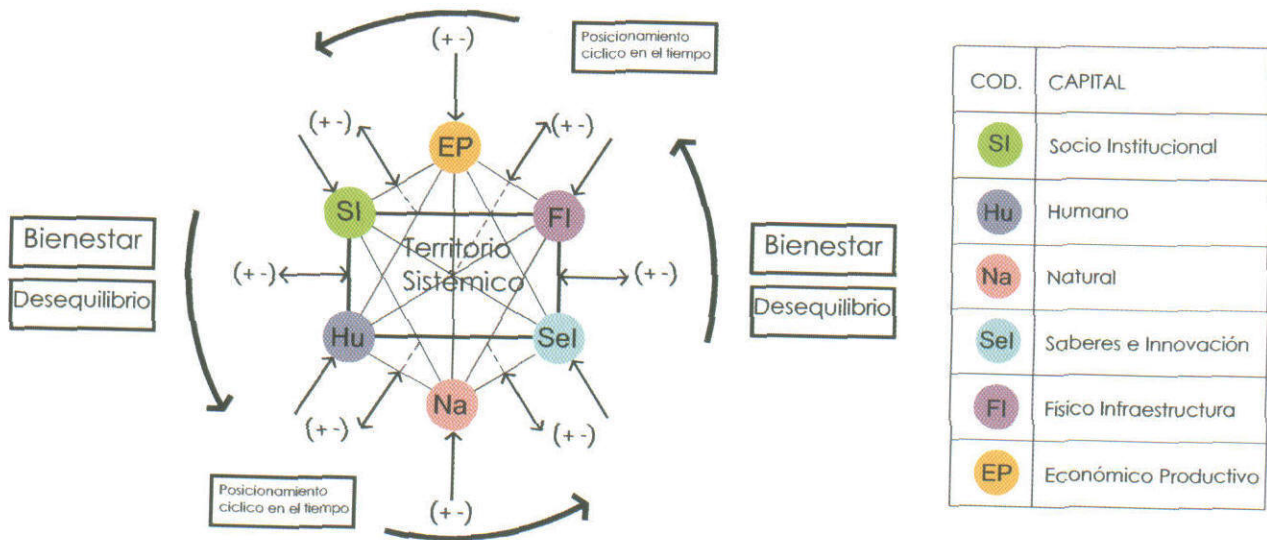 (+ -)
Posicionamiento
cíclico en el tiempo
(+ -)
(+ -)
EP
SI
FI
Territorio
Sistémico
Bienestar
Desequilibrio
(+ -)
(+ -)
Bienestar
Desequilibrio
Hu
SeI
Na
(+ -)
(+ -)
Posicionamiento
cíclico en el tiempo
(+ -)
COD. CAPITAL
SI Socio Institucional
Hu Humano
Na Natural
SeI Saberes e Innovación
FI Físico Infraestructura
EP Económico Productivo